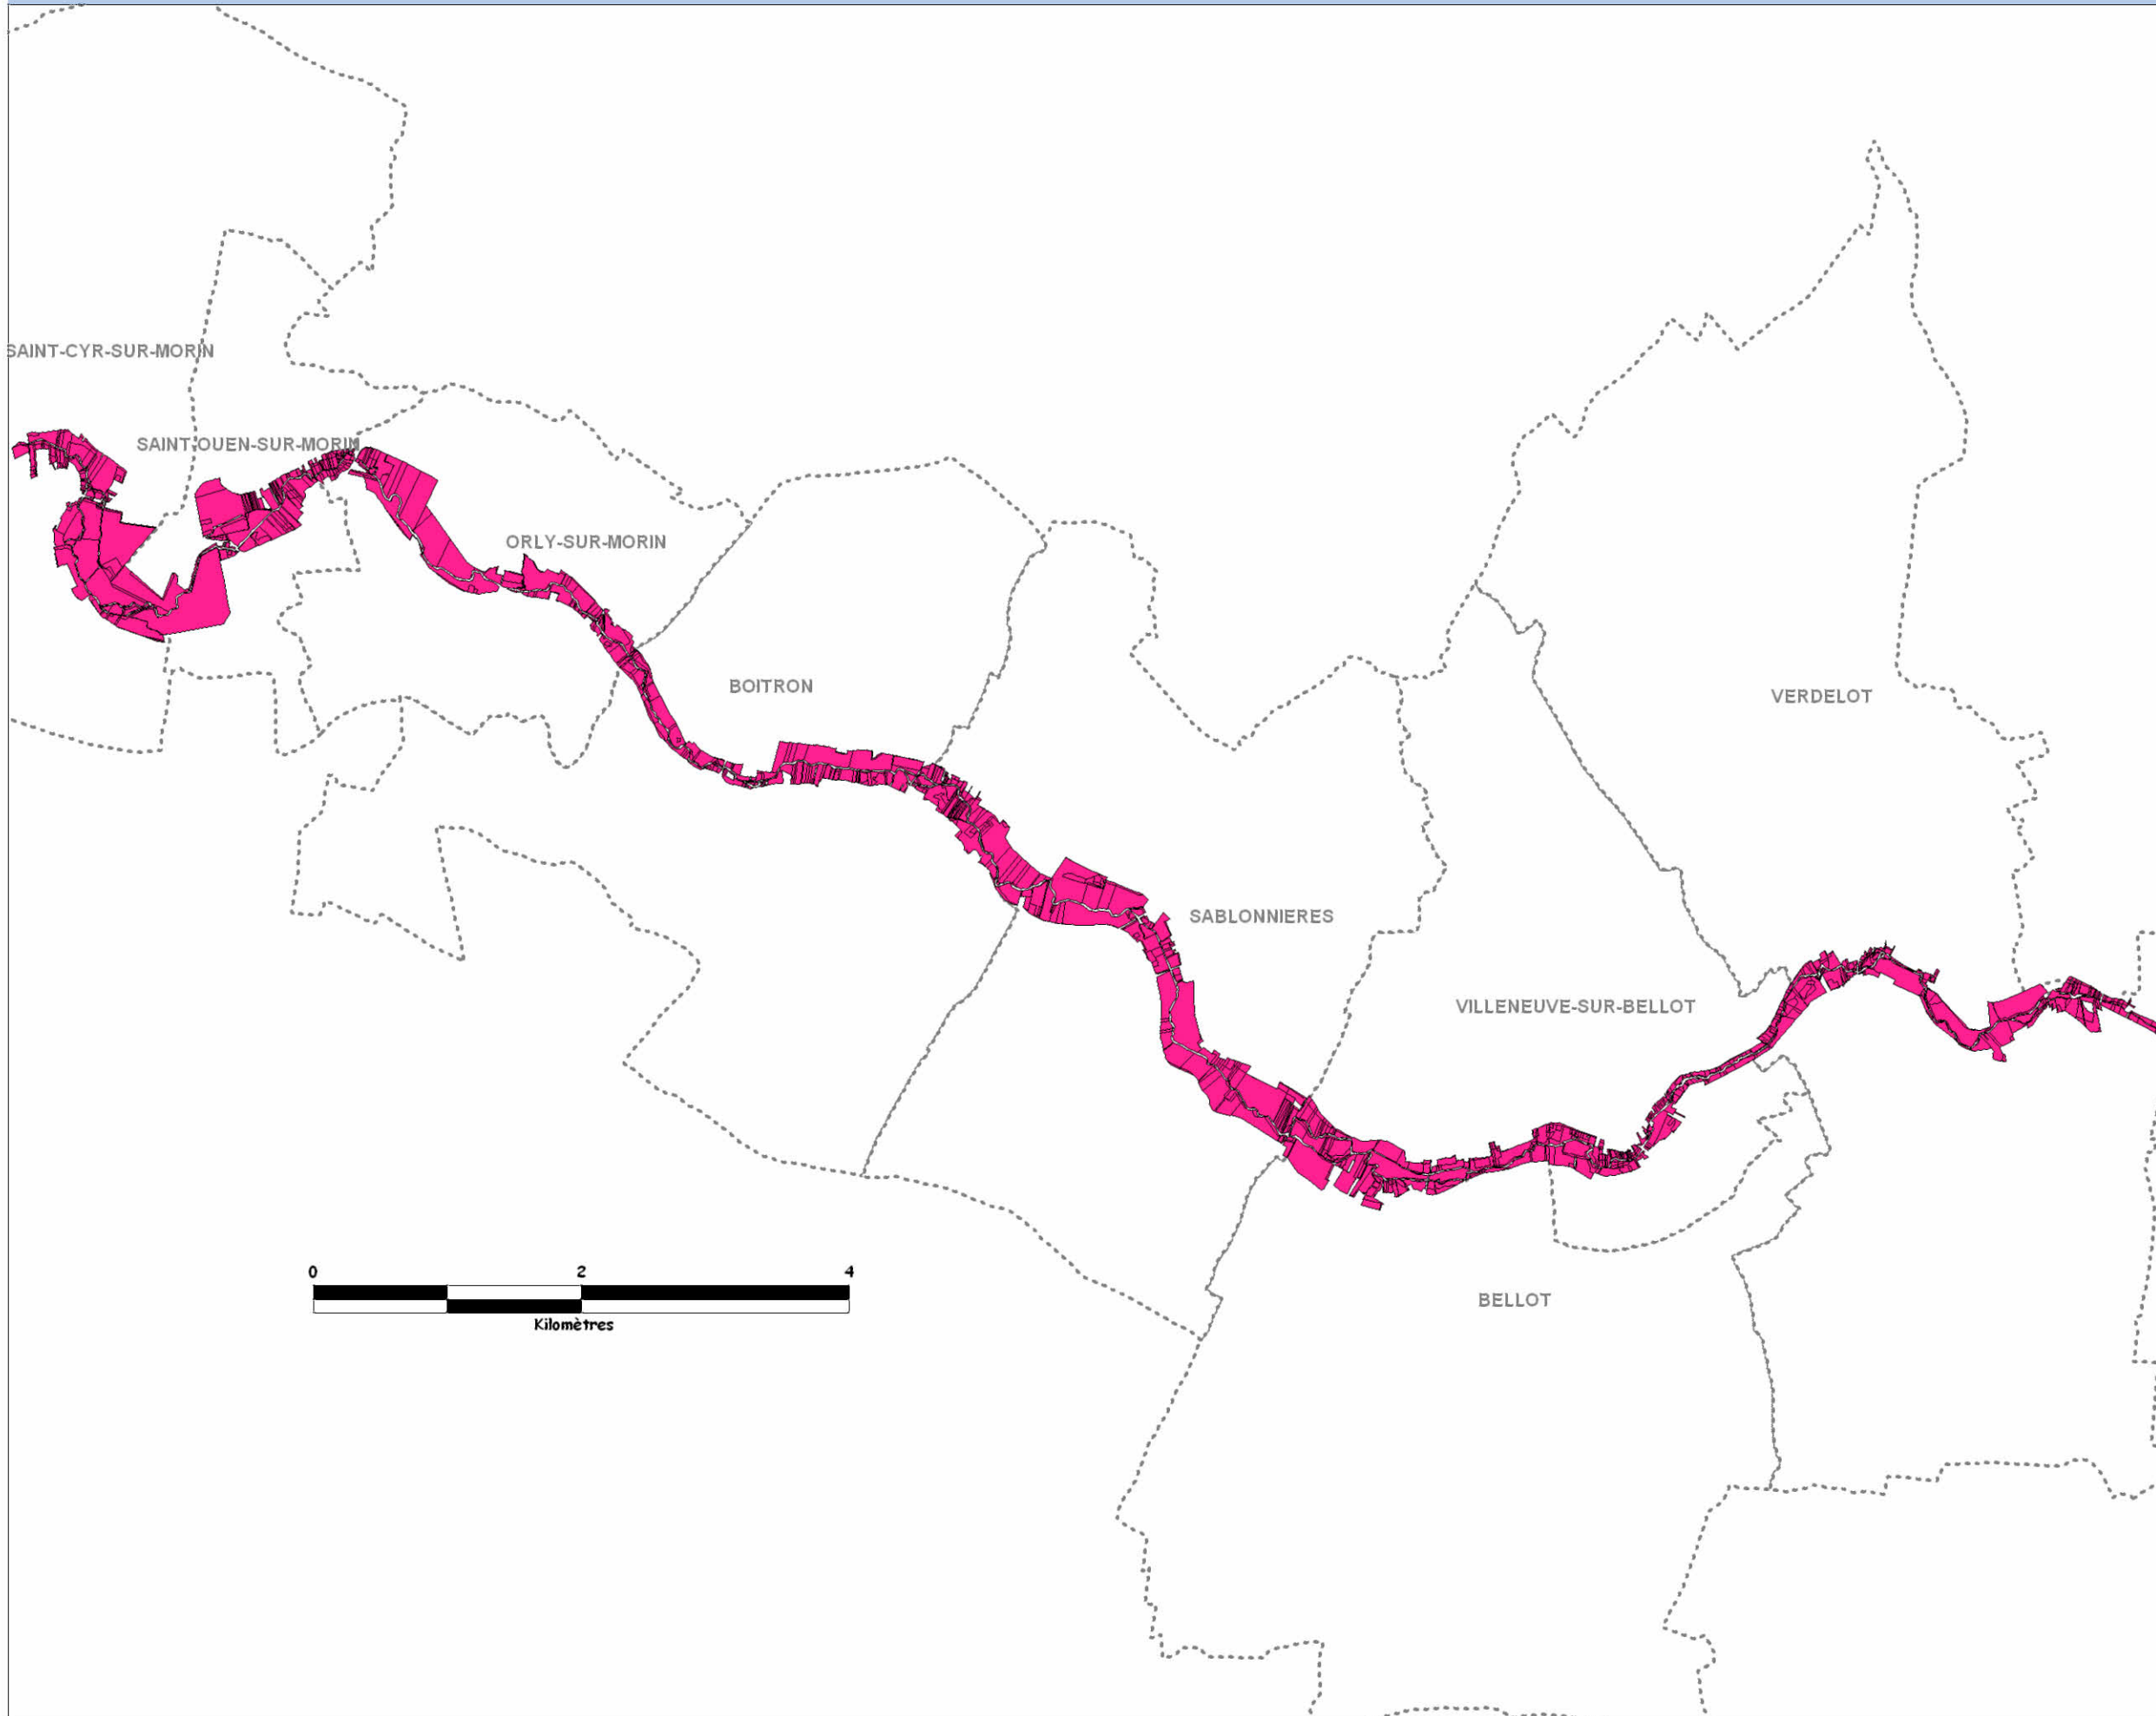 SAINT-CYR-SUR-MORIN
SAINT-OUEN-SUR-MORIN
ORLY-SUR-MORIN
BOITRON
VERDELOT
SABLONNIERES
VILLENEUVE-SUR-BELLOT
BELLOT
0 2 4
Kilomètres